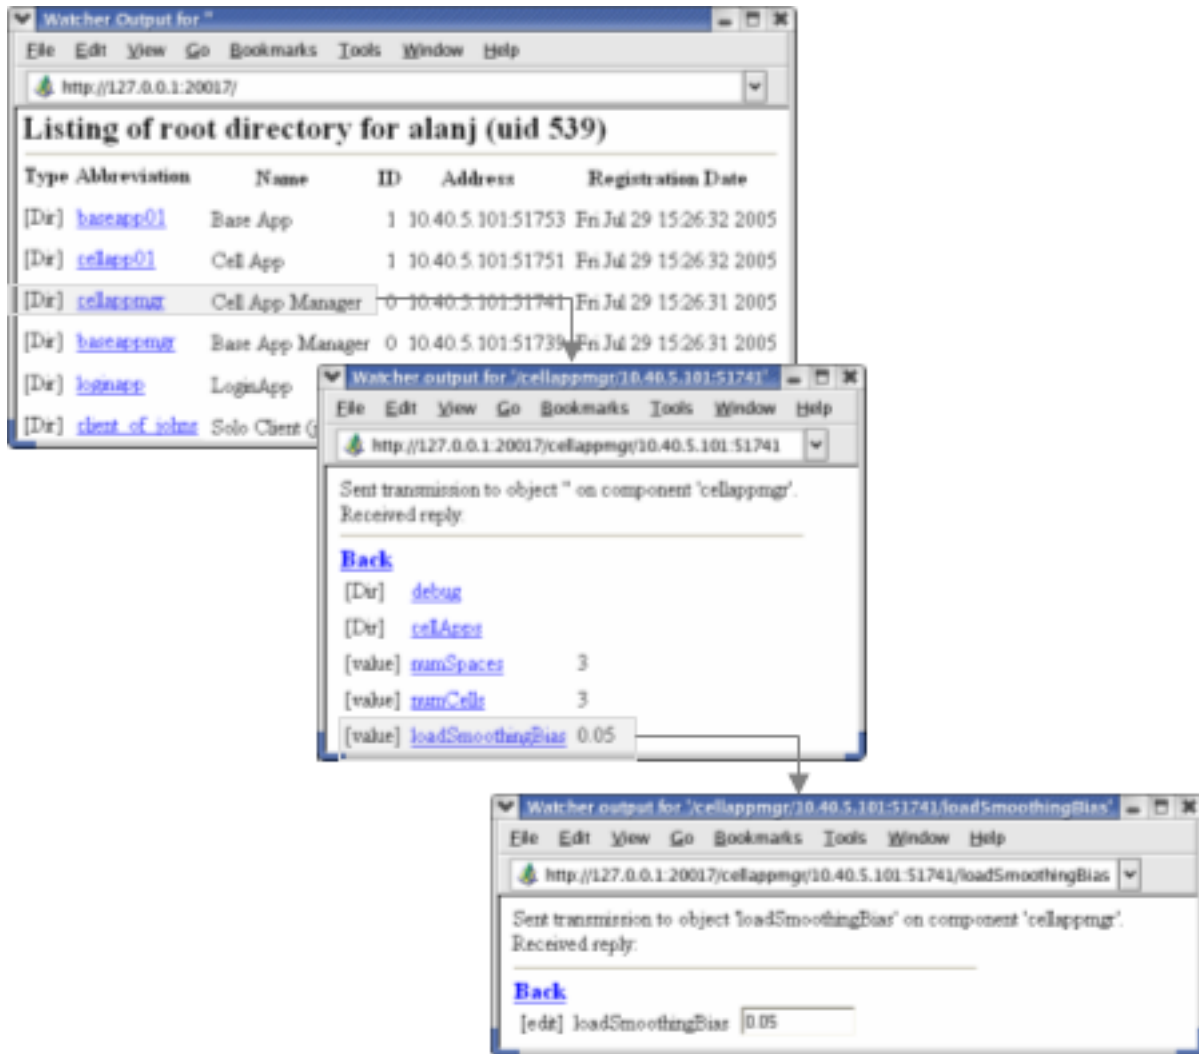 Watcher Output for ''
File Edit View Go Bookmarks Tools Window Help
http://127.0.0.1:20017/
Listing of root directory for alanj (uid 539)
Type Abbreviation Name ID Address Registration Date
[Dir] baseapp01 Base App 1 10.40.5.101:51753 Fri Jul 29 15:26:32 2005
[Dir] cellapp01 Cell App 1 10.40.5.101:51751 Fri Jul 29 15:26:32 2005
[Dir] cellappmgr Cell App Manager 0 10.40.5.101:51741 Fri Jul 29 15:26:31 2005
[Dir] baseappmgr Base App Manager 0 10.40.5.101:51739 Fri Jul 29 15:26:31 2005
[Dir] loginapp LoginApp
[Dir] client_of_johns Solo Client (
Watcher output for '/cellappmgr/10.40.5.101:51741'
File Edit View Go Bookmarks Tools Window Help
http://127.0.0.1:20017/cellappmgr/10.40.5.101:51741
Sent transmission to object '' on component 'cellappmgr'.
Received reply:
Back
[Dir] debug
[Dir] cellApps
[value] numSpaces 3
[value] numCells 3
[value] loadSmoothingBias 0.05
Watcher output for '/cellappmgr/10.40.5.101:51741/loadSmoothingBias'
File Edit View Go Bookmarks Tools Window Help
http://127.0.0.1:20017/cellappmgr/10.40.5.101:51741/loadSmoothingBias
Sent transmission to object 'loadSmoothingBias' on component 'cellappmgr'.
Received reply:
Back
[edit] loadSmoothingBias 0.05